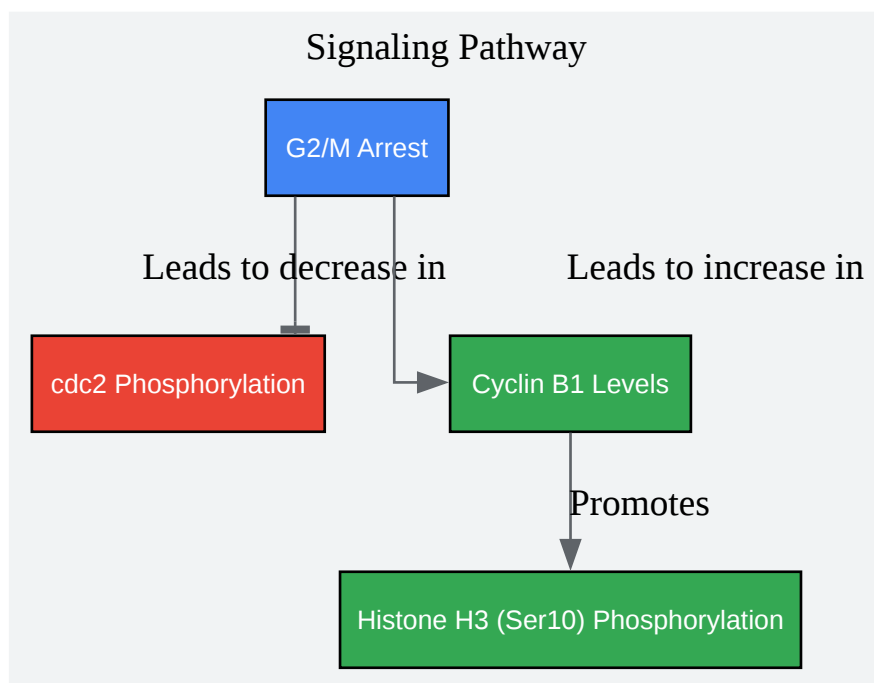 Signaling Pathway
G2/M Arrest
Leads to decrease in
Leads to increase in
cdc2 Phosphorylation
Cyclin B1 Levels
Promotes
Histone H3 (Ser10) Phosphorylation